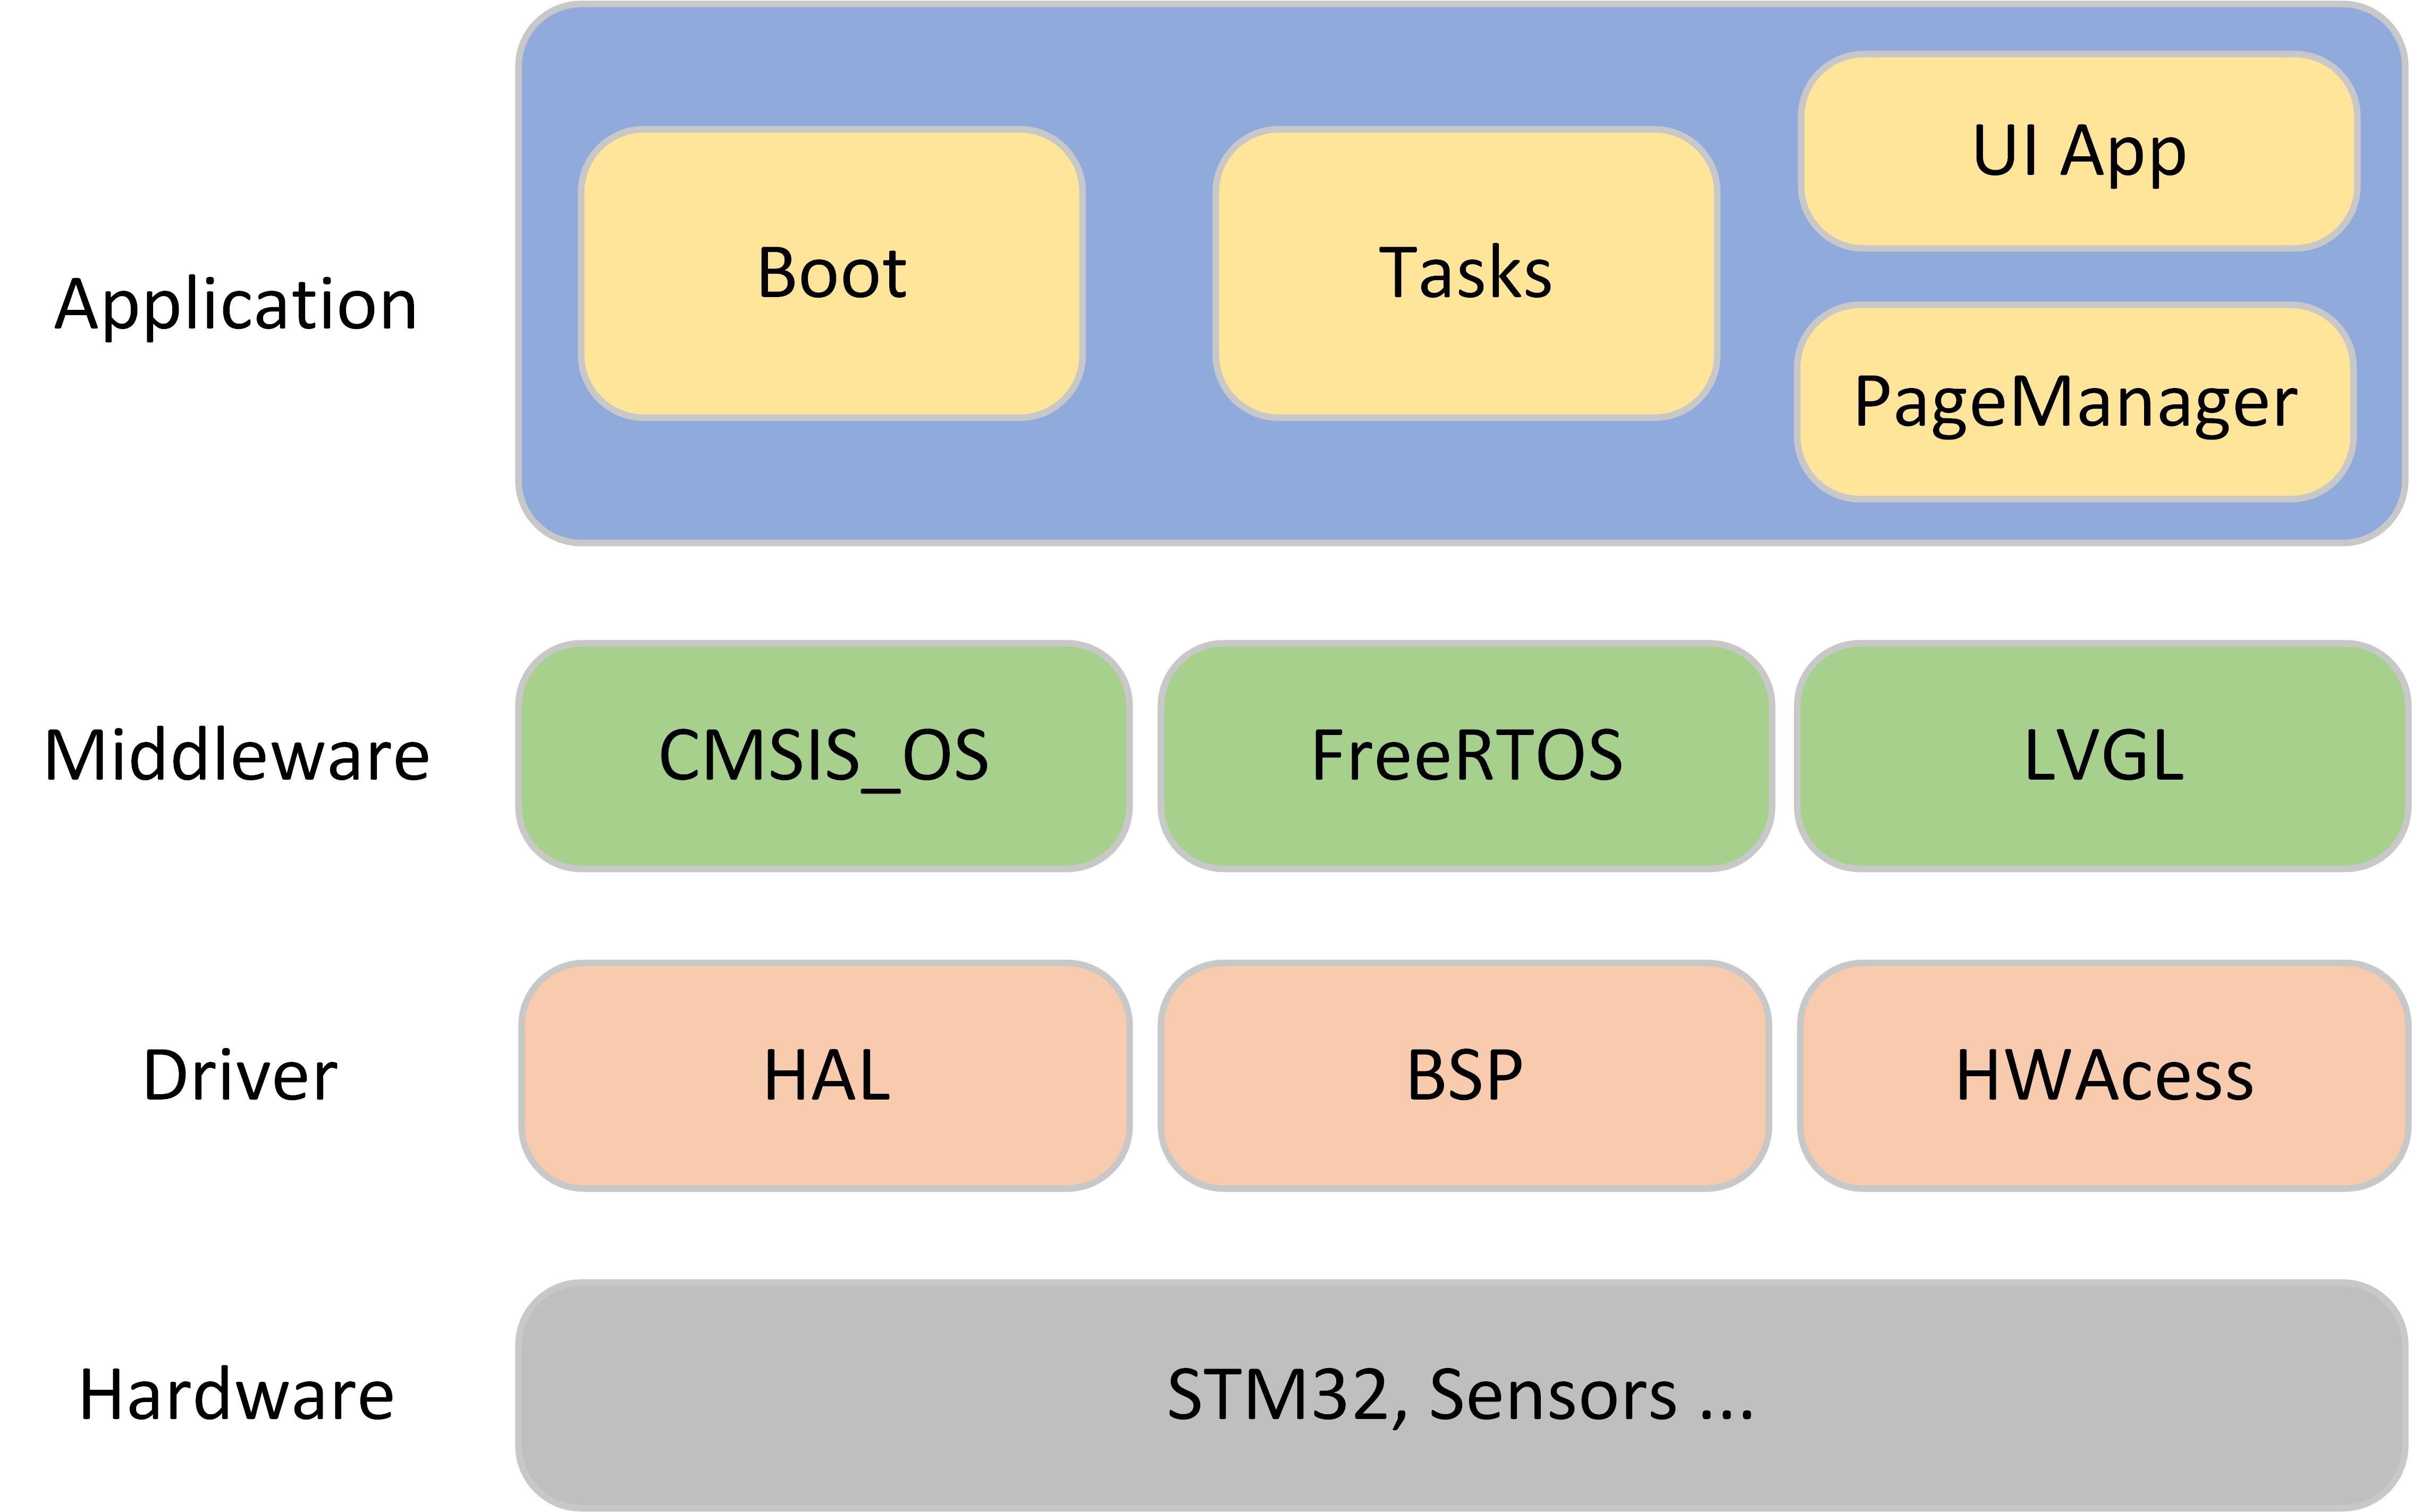 Application
Boot
Tasks
UI App
PageManager
Middleware
CMSIS_OS
FreeRTOS
LVGL
Driver
HAL
BSP
HWAcess
Hardware
STM32, Sensors ...